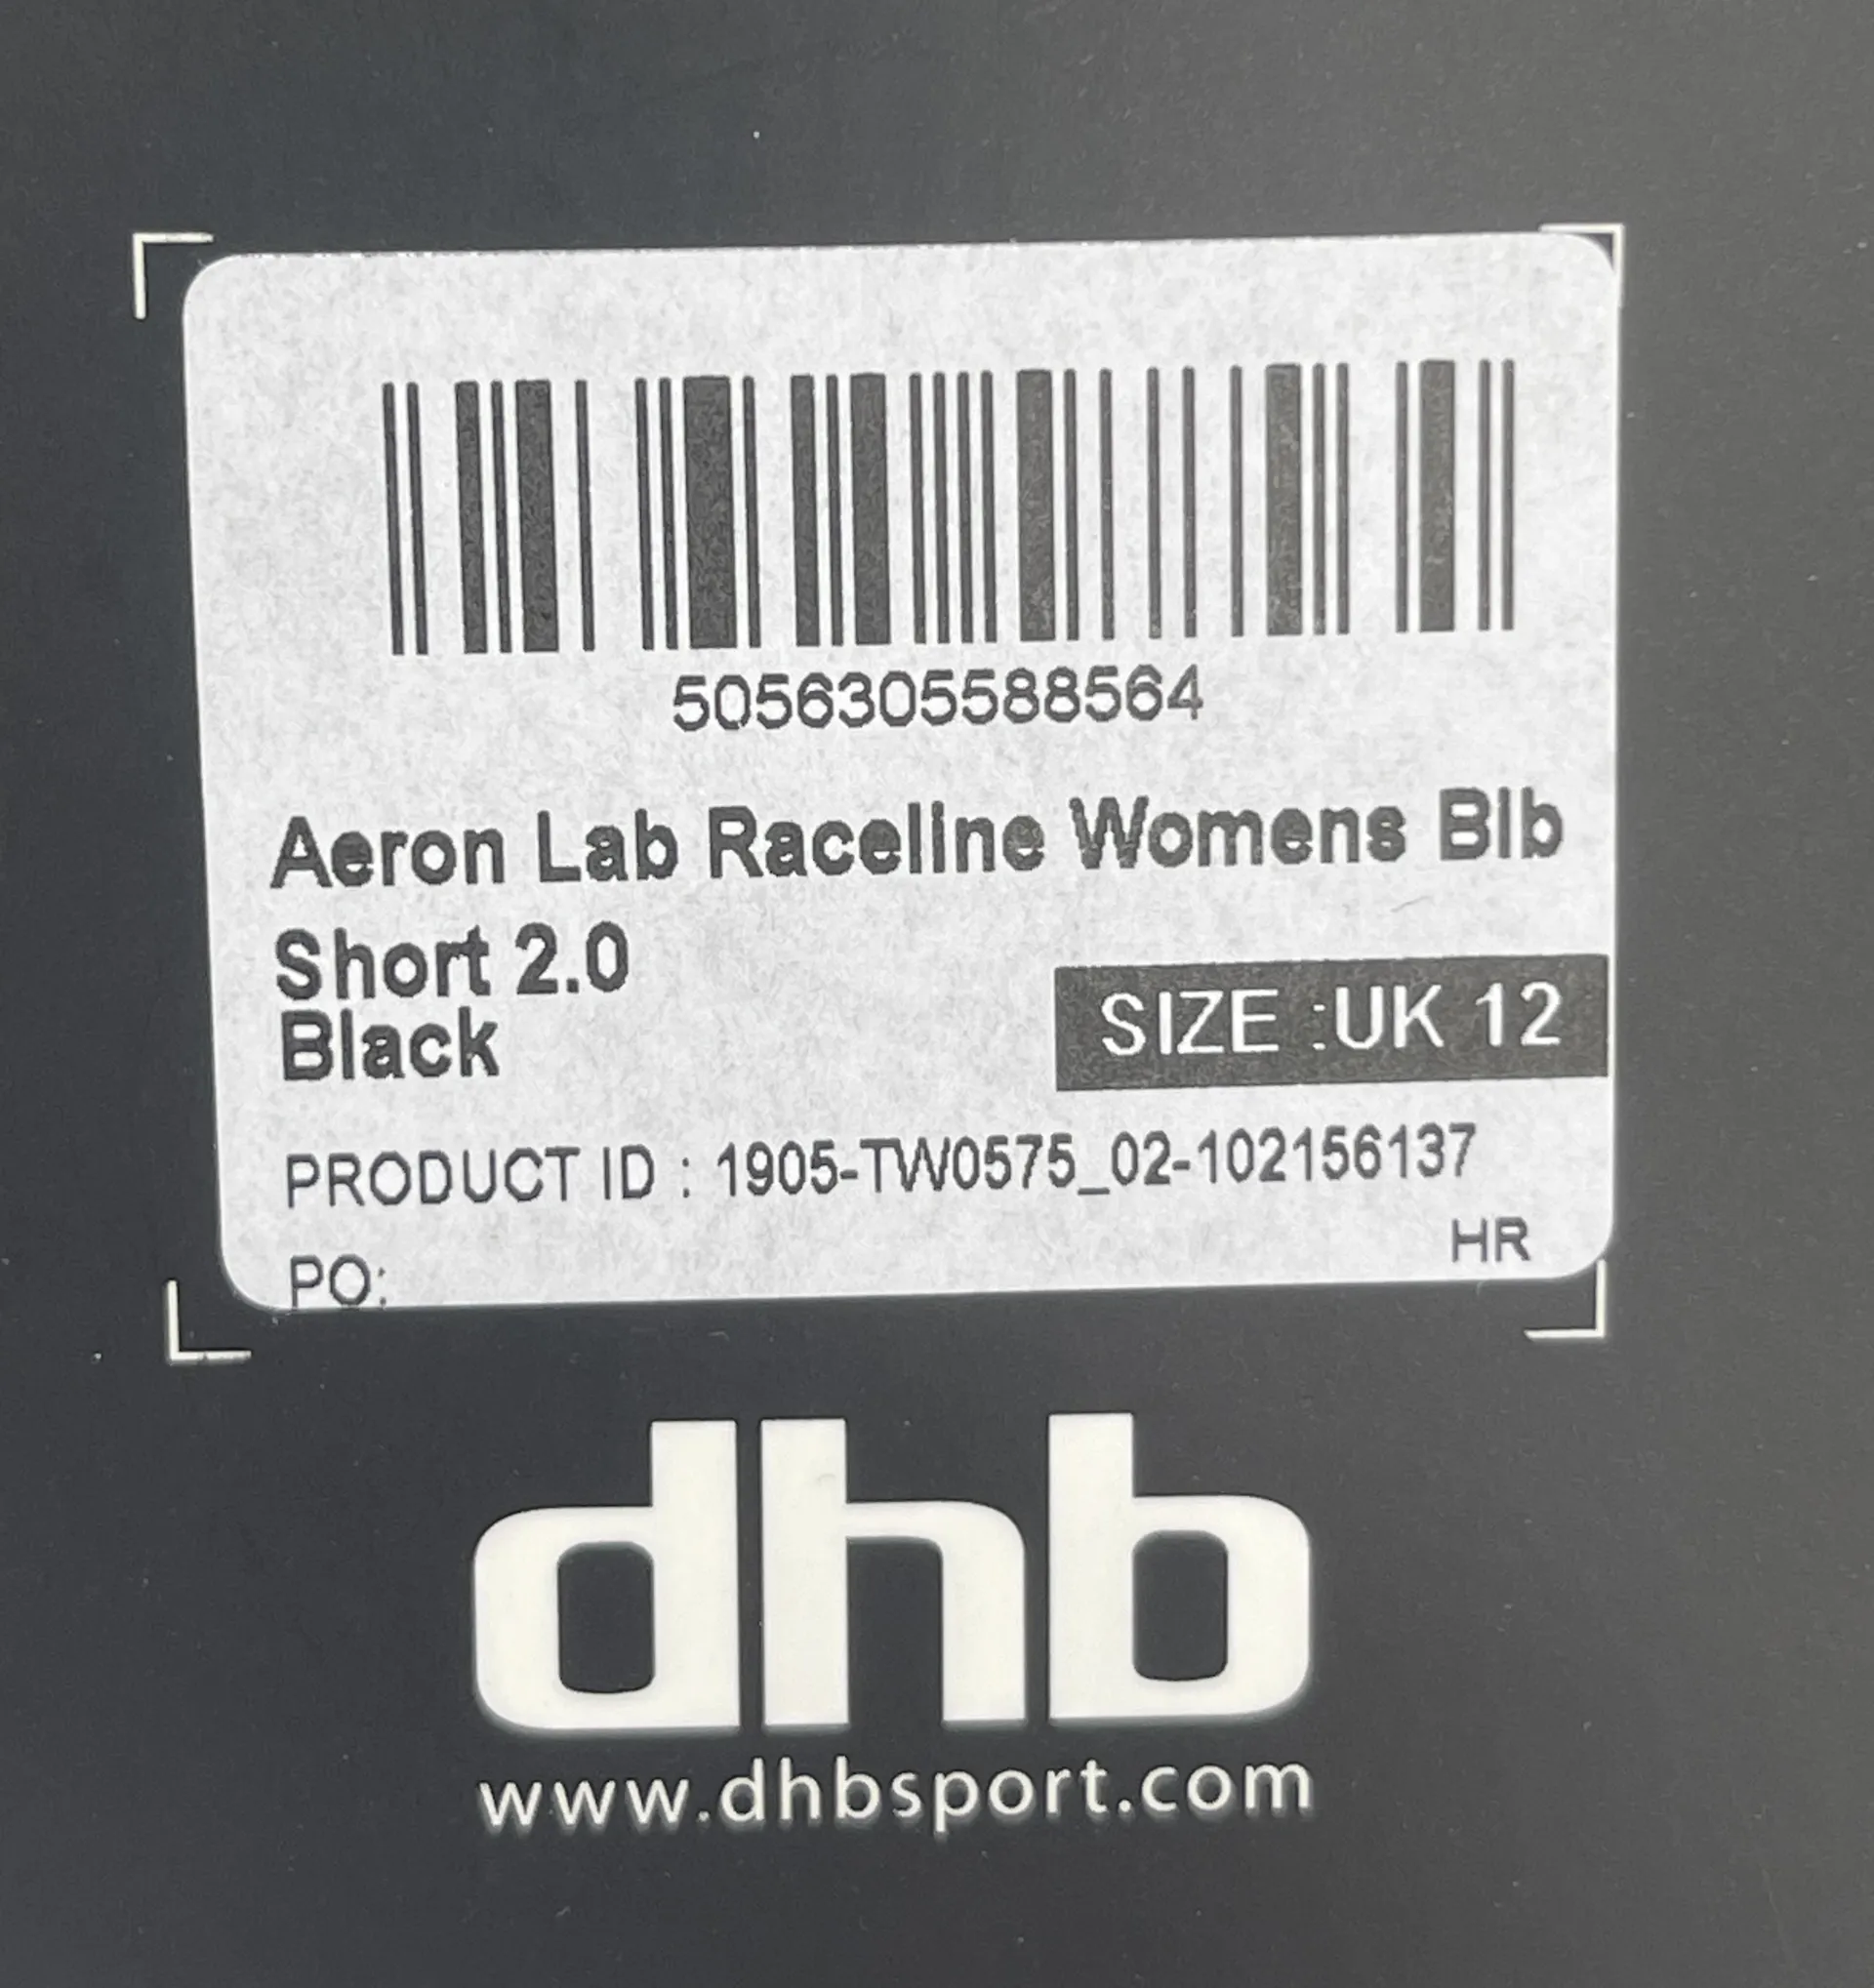 5056305588564
Aeron Lab Raceline Womens Bib
Short 2.0
Black
SIZE :UK 12
PRODUCT ID : 1905-TW0575_02-102156137
HR
PO:
dhb
www.dhbsport.com